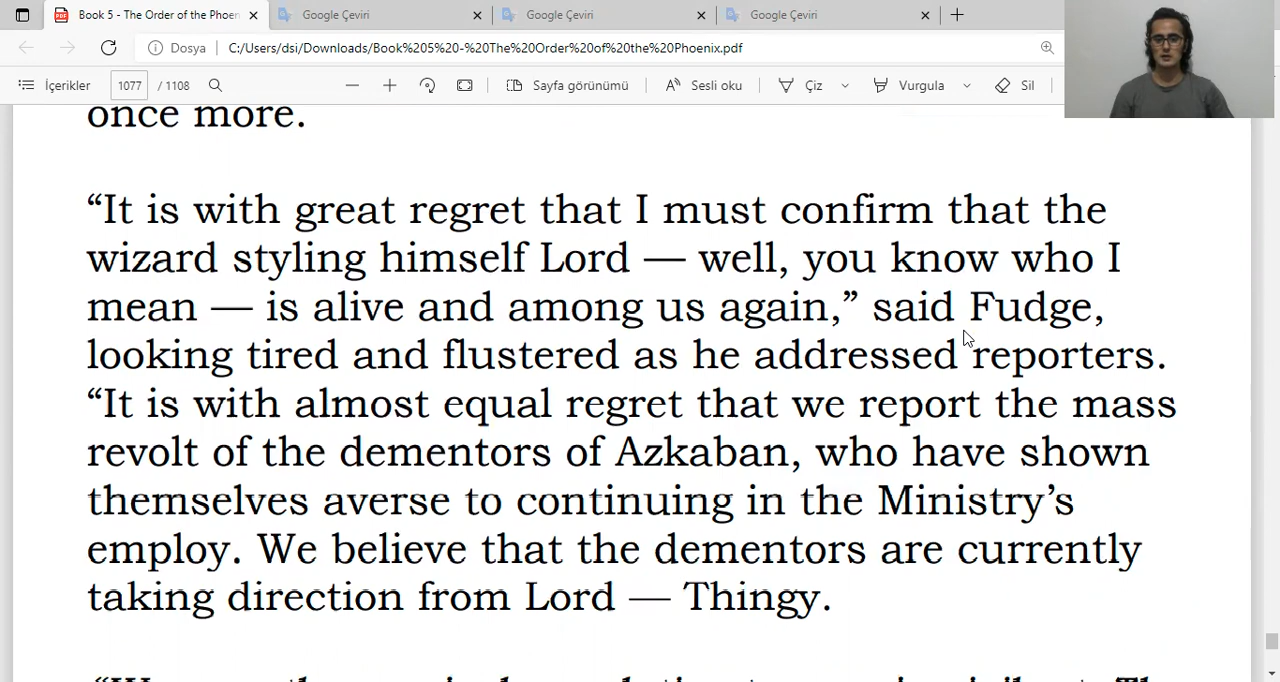 Book 5 - The Order of the Phoen
Google Çeviri
Google Çeviri
Google Çeviri
Dosya
C:/Users/dsi/Downloads/Book%205%20-%20The%20Order%20of%20the%20Phoenix.pdf
İçerikler
1077
/ 1108
Sayfa görünümü
Sesli oku
Çiz
Vurgula
Sil
once more.
“It is with great regret that I must confirm that the
wizard styling himself Lord — well, you know who I
mean — is alive and among us again,” said Fudge,
looking tired and flustered as he addressed reporters.
“It is with almost equal regret that we report the mass
revolt of the dementors of Azkaban, who have shown
themselves averse to continuing in the Ministry’s
employ. We believe that the dementors are currently
taking direction from Lord — Thingy.